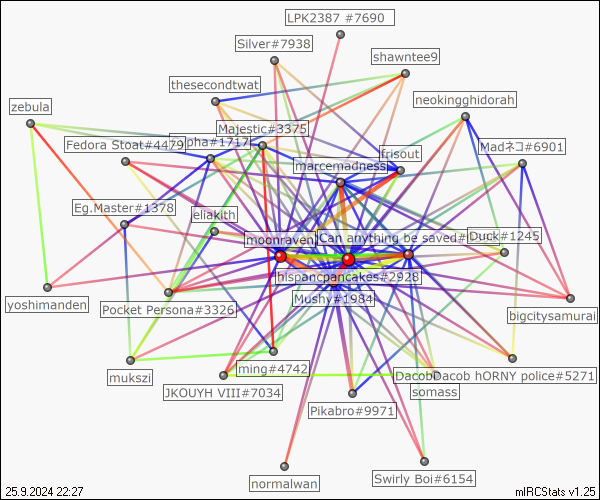 LPK2387 #7690
Silver#7938
shawntee9
thesecondtwat
zebula
neokingghidorah
Majestic#3375
Fedora Stoat#4479
pha#1717
frisout
Madネコ#6901
marcemadness
Eg.Master#1378
eliakith
moonraven
Can anything be saved#
Duck#1245
hispancpancakes#2928
Mushy#1984
yoshimanden
Pocket Persona#3326
bigcitysamurai
mukszi
ming#4742
JKOUYH VIII#7034
Dacob
Dacob hORNY police#5271
somass
Pikabro#9971
normalwan
Swirly Boi#6154
25.9.2024 22:27
mIRCStats v1.25